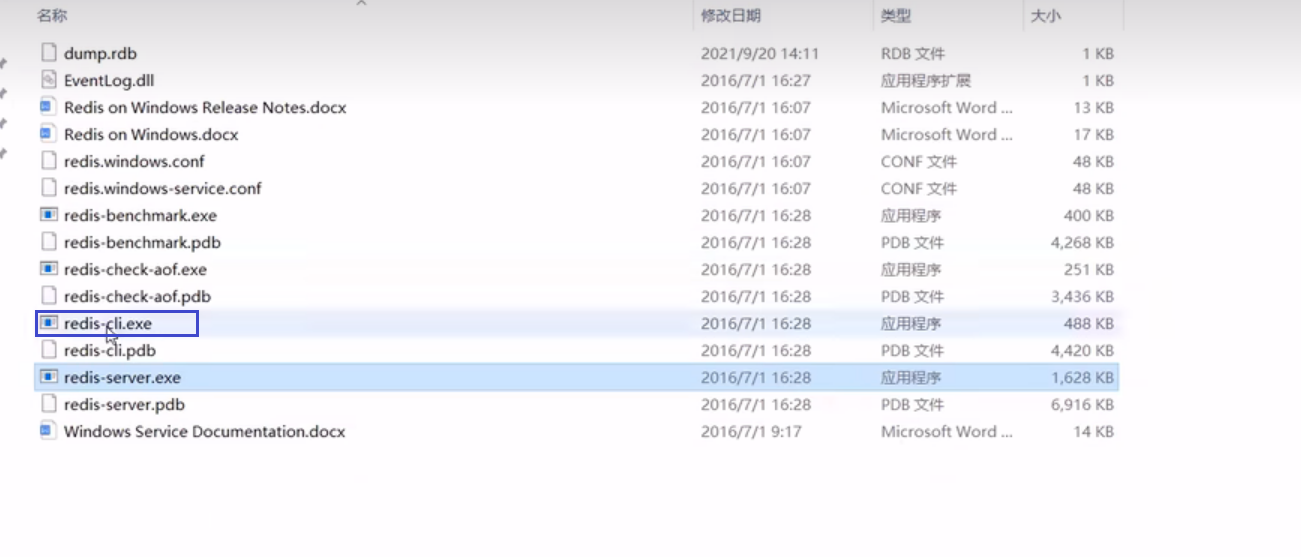 名称 修改日期 类型 大小
dump.rdb 2021/9/20 14:11 RDB 文件 1 KB
EventLog.dll 2016/7/1 16:27 应用程序扩展 1 KB
Redis on Windows Release Notes.docx 2016/7/1 16:07 Microsoft Word ... 13 KB
Redis on Windows.docx 2016/7/1 16:07 Microsoft Word ... 17 KB
redis.windows.conf 2016/7/1 16:07 CONF 文件 48 KB
redis.windows-service.conf 2016/7/1 16:07 CONF 文件 48 KB
redis-benchmark.exe 2016/7/1 16:28 应用程序 400 KB
redis-benchmark.pdb 2016/7/1 16:28 PDB 文件 4,268 KB
redis-check-aof.exe 2016/7/1 16:28 应用程序 251 KB
redis-check-aof.pdb 2016/7/1 16:28 PDB 文件 3,436 KB
redis-cli.exe 2016/7/1 16:28 应用程序 488 KB
redis-cli.pdb 2016/7/1 16:28 PDB 文件 4,420 KB
redis-server.exe 2016/7/1 16:28 应用程序 1,628 KB
redis-server.pdb 2016/7/1 16:28 PDB 文件 6,916 KB
Windows Service Documentation.docx 2016/7/1 9:17 Microsoft Word ... 14 KB